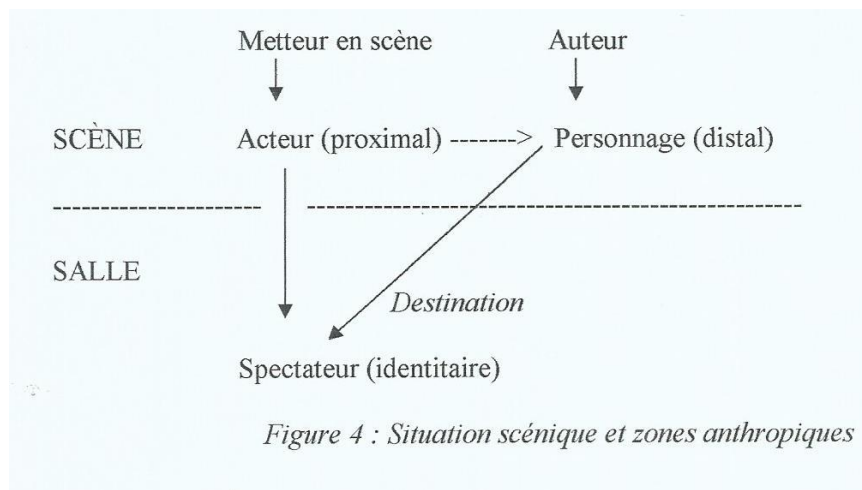 Metteur en scène Auteur
SCÈNE Acteur (proximal) -------> Personnage (distal)
SALLE
Destination
Spectateur (identitaire)
Figure 4 : Situation scénique et zones anthropiques